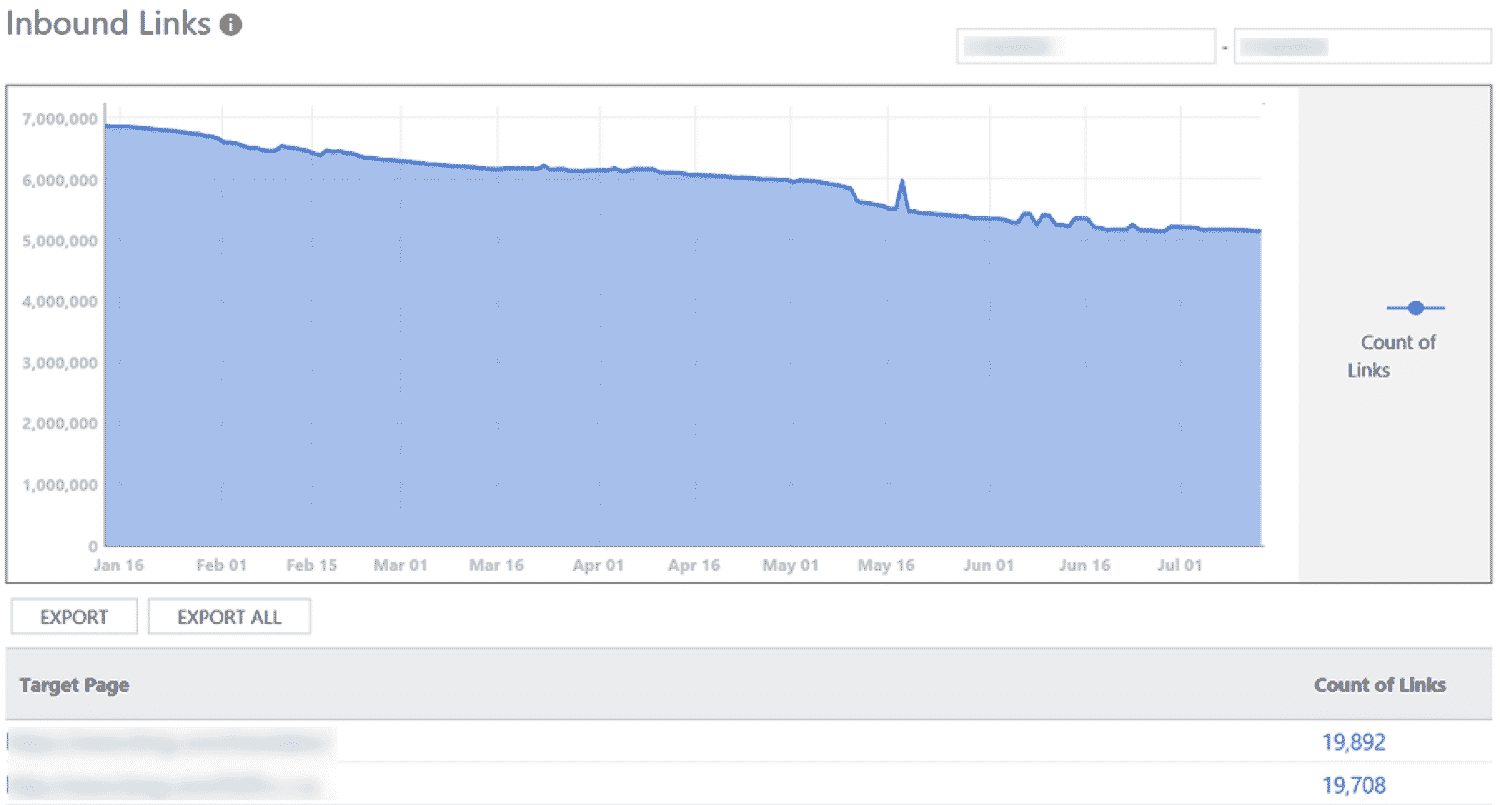 Inbound Links
-
7,000,000
6,000,000
5,000,000
4,000,000
3,000,000
2,000,000
1,000,000
0
Jan 16 Feb 01 Feb 15 Mar 01 Mar 16 Apr 01 Apr 16 May 01 May 16 Jun 01 Jun 16 Jul 01
Count of
Links
EXPORT EXPORT ALL
Target Page Count of Links
19,892
19,708